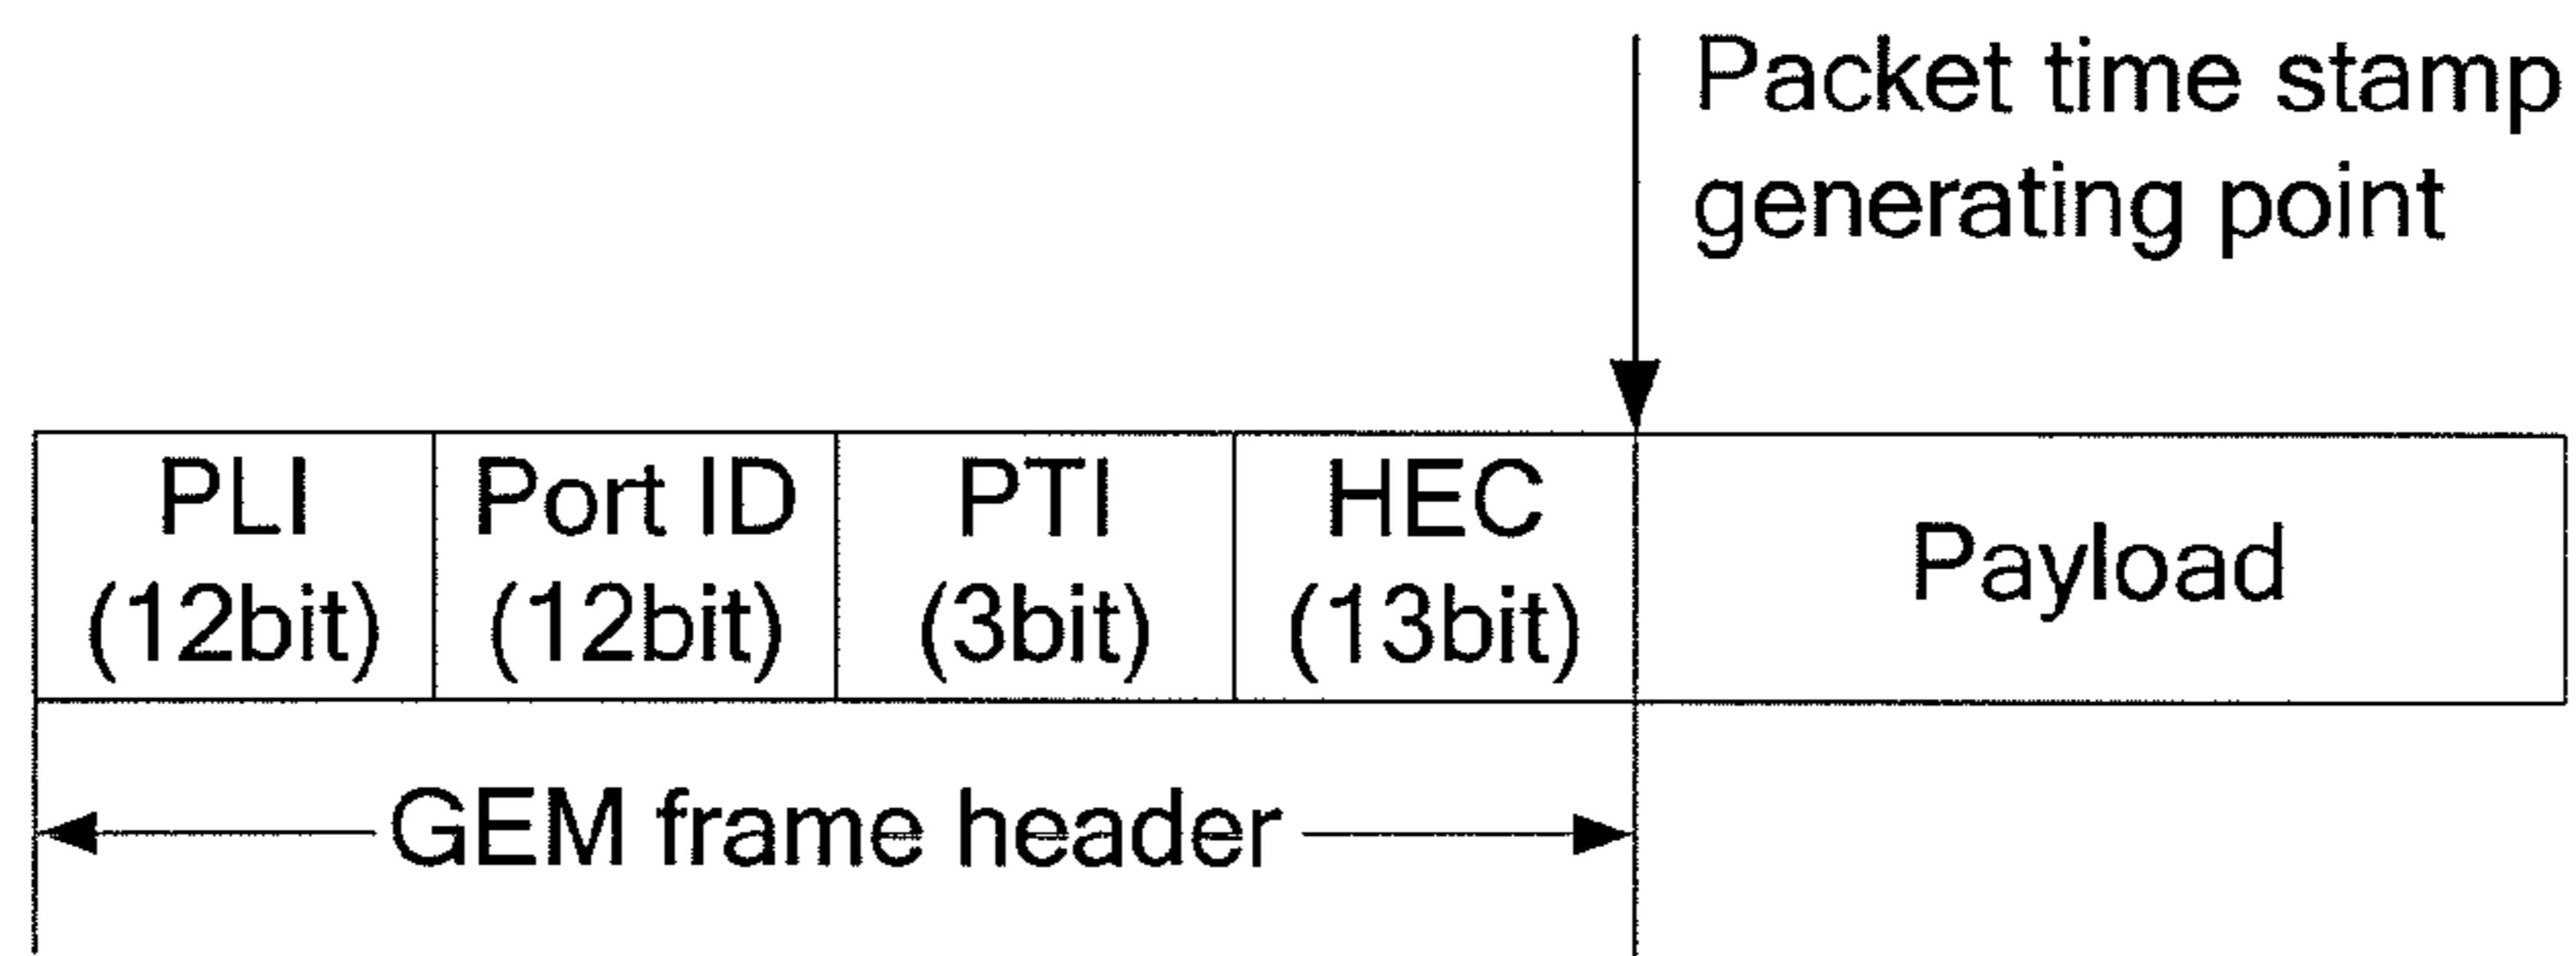 Packet time stamp
generating point
PLI
(12bit)
Port ID
(12bit)
PTI
(3bit)
HEC
(13bit)
Payload
GEM frame header